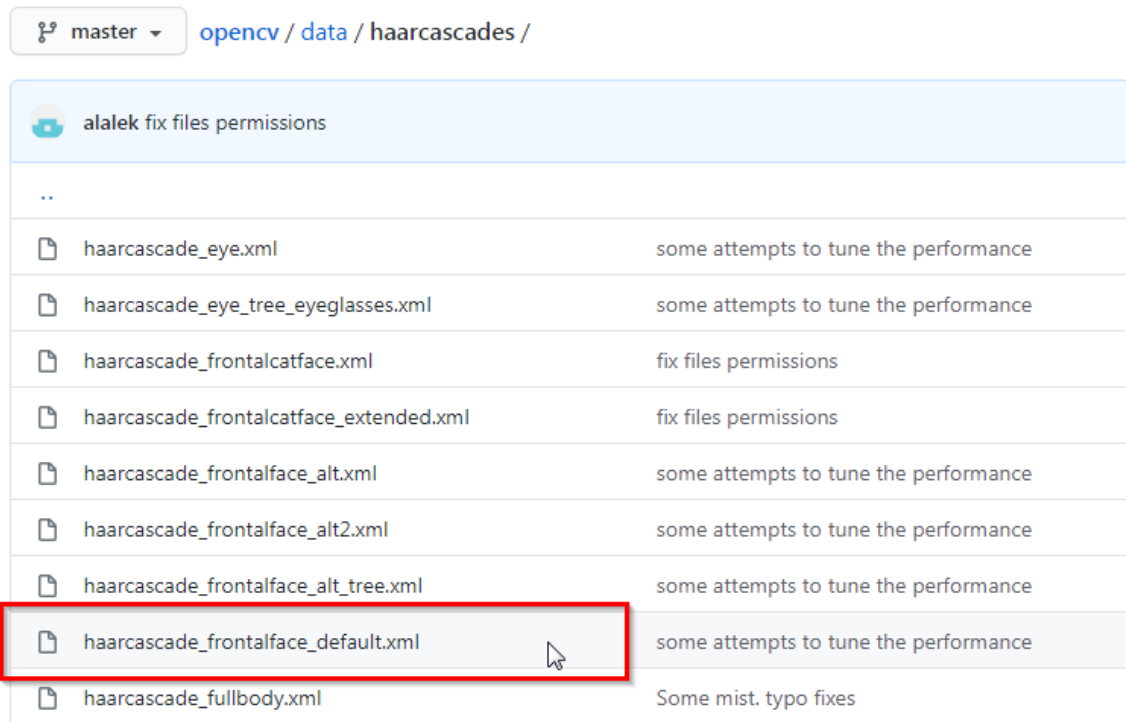 master opencv / data / haarcascades /
alalek fix files permissions
..
haarcascade_eye.xml some attempts to tune the performance
haarcascade_eye_tree_eyeglasses.xml some attempts to tune the performance
haarcascade_frontalcatface.xml fix files permissions
haarcascade_frontalcatface_extended.xml fix files permissions
haarcascade_frontalface_alt.xml some attempts to tune the performance
haarcascade_frontalface_alt2.xml some attempts to tune the performance
haarcascade_frontalface_alt_tree.xml some attempts to tune the performance
haarcascade_frontalface_default.xml some attempts to tune the performance
haarcascade_fullbody.xml Some mist. typo fixes